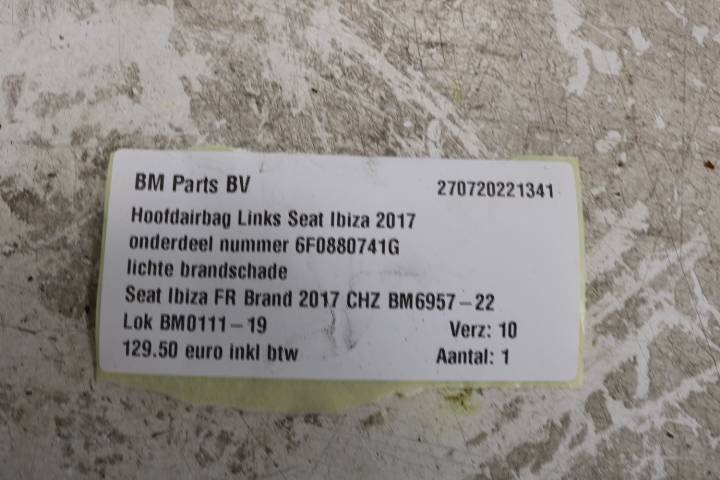 BM Parts BV 270720221341
Hoofdairbag Links Seat Ibiza 2017
onderdeel nummer 6F0880741G
lichte brandschade
Seat Ibiza FR Brand 2017 CHZ BM6957-22
Lok BM0111-19 Verz: 10
129.50 euro inkl btw Aantal: 1